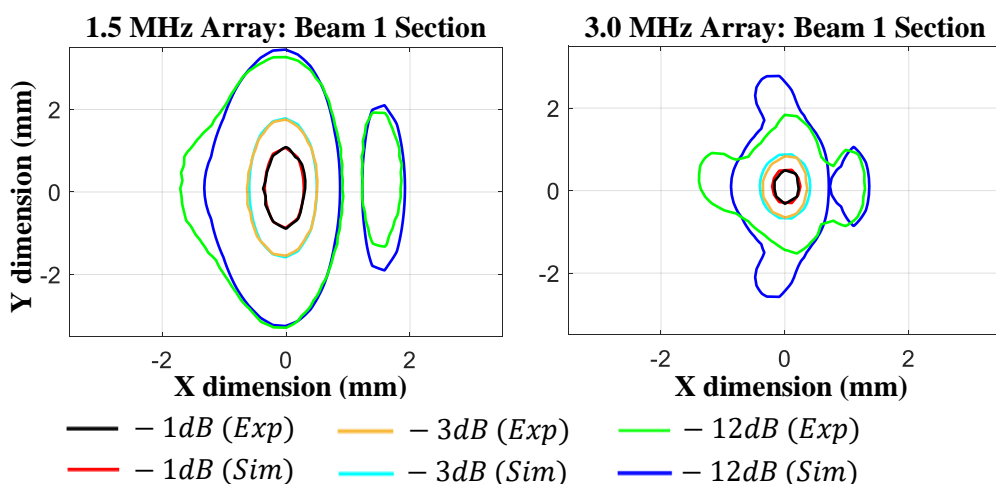 1.5 MHz Array: Beam 1 Section
3.0 MHz Array: Beam 1 Section
Y dimension (mm)
2
0
-2
2
0
-2
-2 0 2
-2 0 2
X dimension (mm)
X dimension (mm)
− 1dB (Exp)
− 3dB (Exp)
− 12dB (Exp)
− 1dB (Sim)
− 3dB (Sim)
− 12dB (Sim)